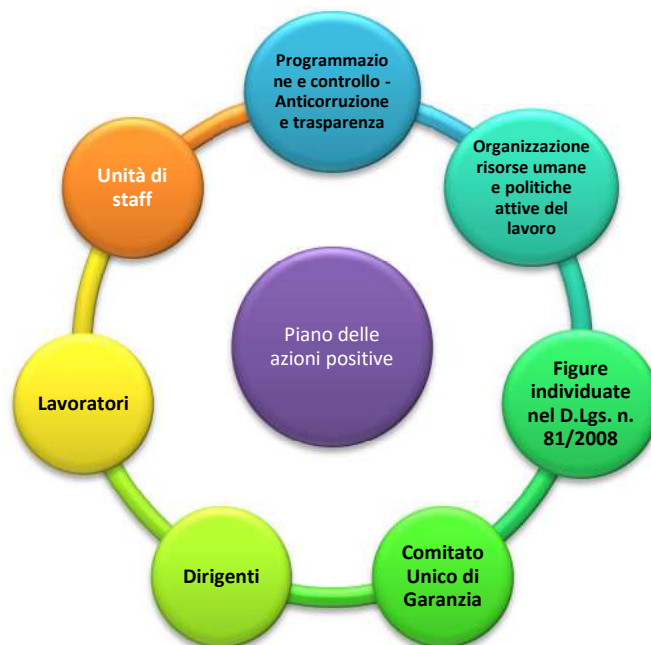 Programmazio
ne e controllo -
Anticorruzione
e trasparenza
Organizzazione
risorse umane
e politiche
attive del
lavoro
Figure
individuate
nel D.Lgs. n.
81/2008
Comitato
Unico di
Garanzia
Dirigenti
Lavoratori
Unità di
staff
Piano delle
azioni positive